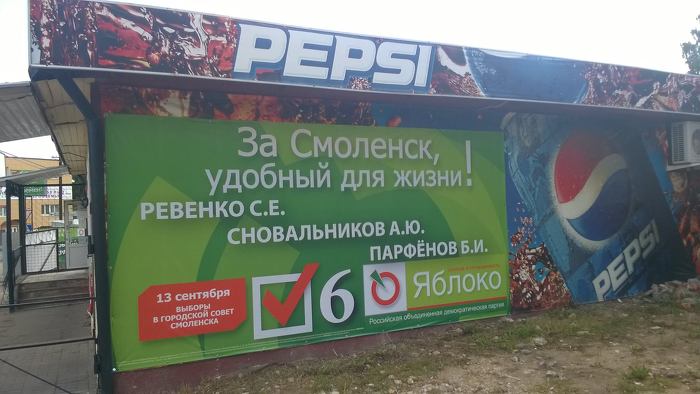 PEPSI
За Смоленск,
удобный для жизни!
РЕВЕНКО С.Е.
СНОВАЛЬНИКОВ А.Ю.
ПАРФЁНОВ Б.И.
13 сентября
ВЫБОРЫ
В ГОРОДСКОЙ СОВЕТ
СМОЛЕНСКА
6
Яблоко
Российская объединенная демократическая партия
PEPSI